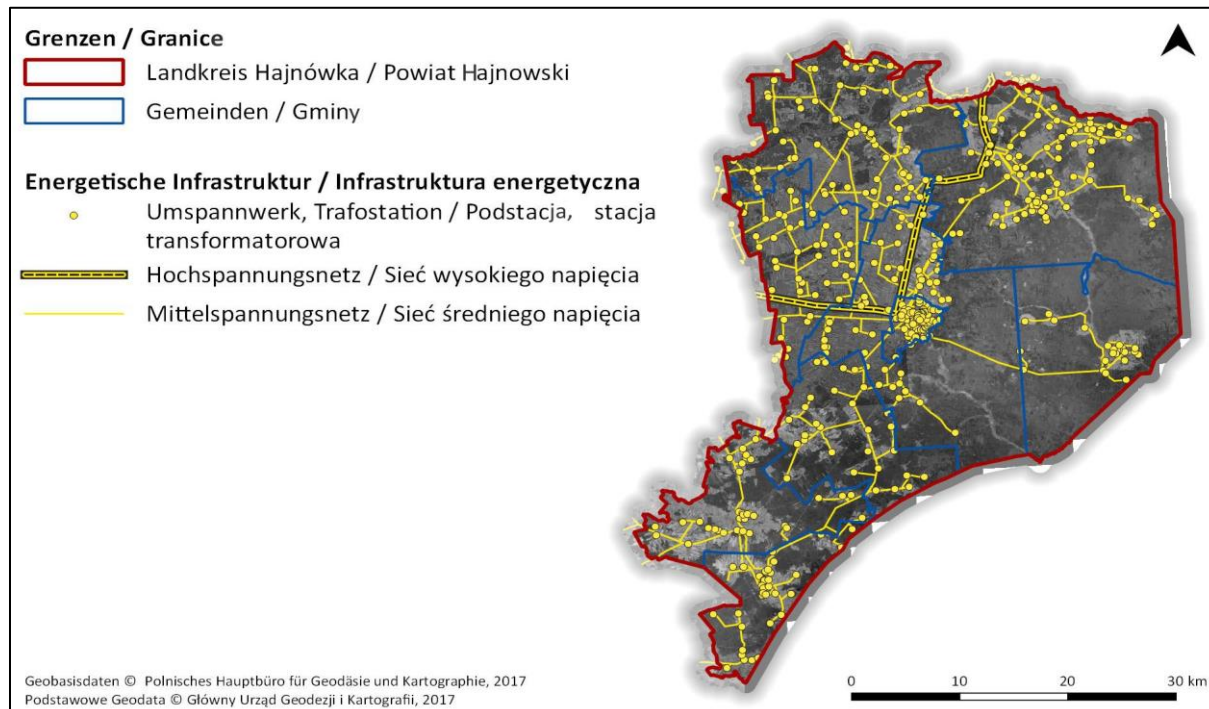 Grenzen / Granice
Landkreis Hajnówka / Powiat Hajnowski
Gemeinden / Gminy
Energetische Infrastruktur / Infrastruktura energetyczna
Umspannwerk, Trafostation / Podstacja, stacja
transformatorowa
Hochspannungsnetz / Sieć wysokiego napięcia
Mittelspannungsnetz / Sieć średniego napięcia
Geobasisdaten © Polnisches Hauptbüro für Geodäsie und Kartographie, 2017
Podstawowe Geodata © Główny Urząd Geodezji i Kartografii, 2017
0 10 20 30 km